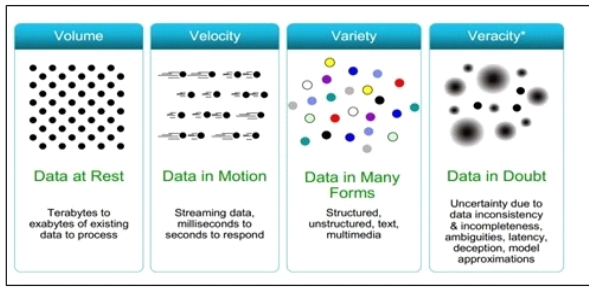 Volume
Data at Rest
Terabytes to
exabytes of existing
data to process
Velocity
Data in Motion
Streaming data,
milliseconds to
seconds to respond
Variety
Data in Many
Forms
Structured,
unstructured, text,
multimedia
Veracity*
Data in Doubt
Uncertainty due to
data inconsistency
& incompleteness,
ambiguities, latency,
deception, model
approximations